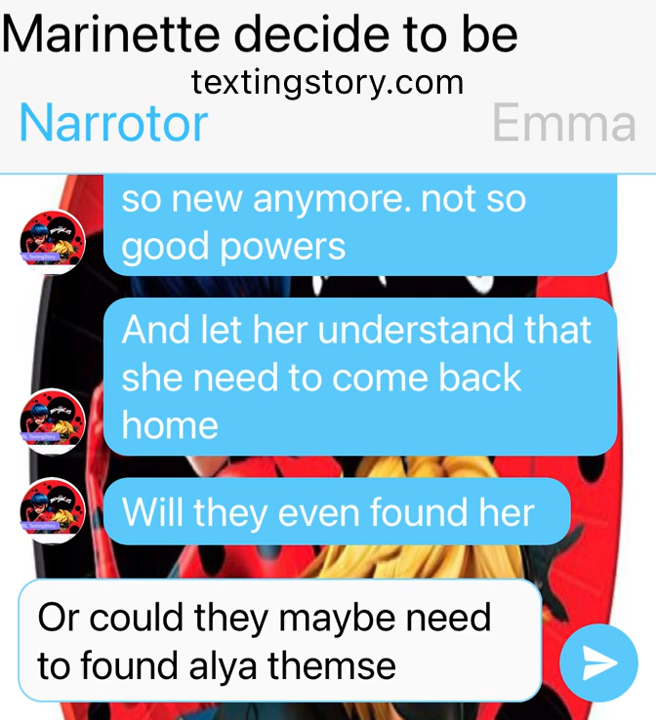 Marinette decide to be
textingstory.com
Narrotor
Emma
so new anymore. not so
good powers
And let her understand that
she need to come back
home
Will they even found her
Or could they maybe need
to found alya themse